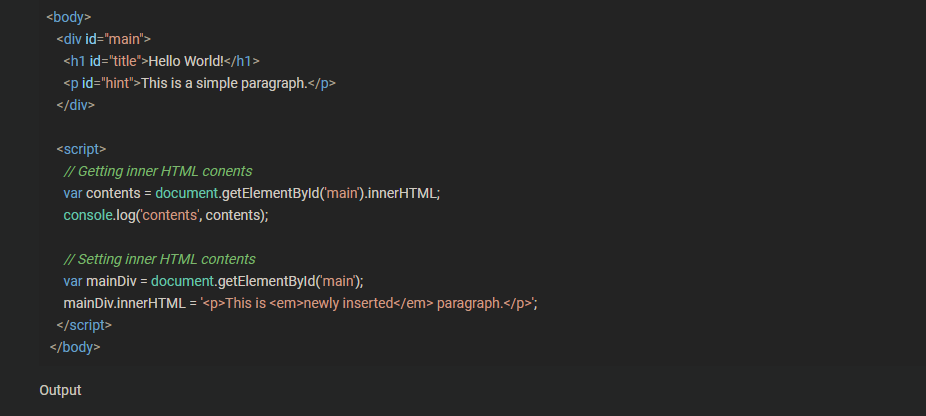 <body>
<div id="main">
<h1 id="title">Hello World!</h1>
<p id="hint">This is a simple paragraph.</p>
</div>
<script>
// Getting inner HTML conents
var contents = document.getElementById('main').innerHTML;
console.log('contents', contents);
// Setting inner HTML contents
var mainDiv = document.getElementById('main');
mainDiv.innerHTML = '<p>This is <em>newly inserted</em> paragraph.</p>';
</script>
</body>
Output